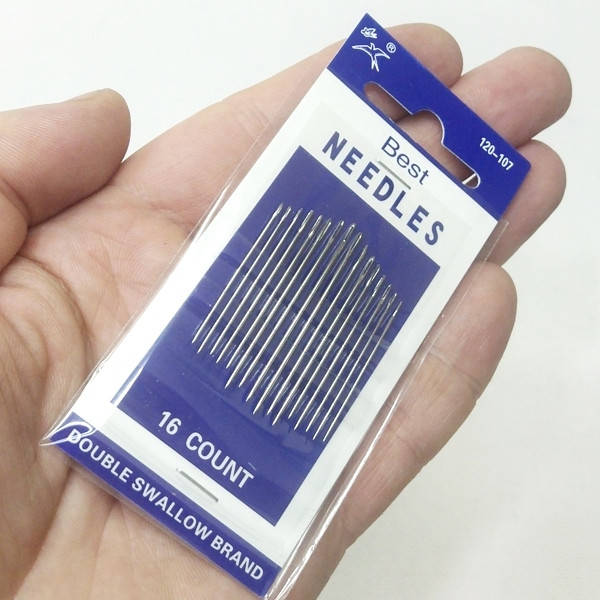 ®
120-107
Best
NEEDLES
16 COUNT
DOUBLE SWALLOW BRAND